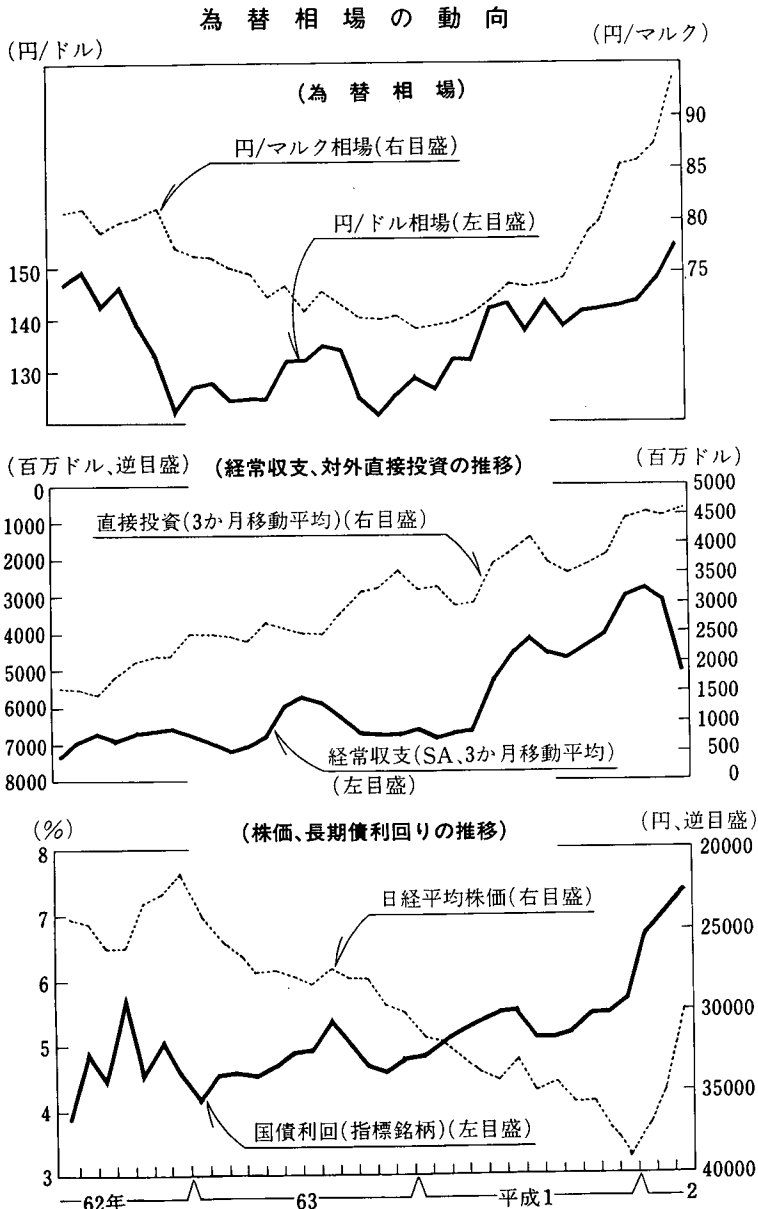 為替相場の動向
(円/ドル)
(円/マルク)
(為替相場)
円/マルク相場(右目盛)
円/ドル相場(左目盛)
150
140
130
90
85
80
75
(百万ドル、逆目盛)
(経常収支、対外直接投資の推移)
(百万ドル)
直接投資(3か月移動平均)(右目盛)
経常収支(SA、3か月移動平均)
(左目盛)
0
1000
2000
3000
4000
5000
6000
7000
8000
5000
4500
4000
3500
3000
2500
2000
1500
1000
500
0
(%)
(株価、長期債利回りの推移)
(円、逆目盛)
日経平均株価(右目盛)
国債利回(指標銘柄)(左目盛)
8
7
6
5
4
3
20000
25000
30000
35000
40000
62年
63
平成1
2